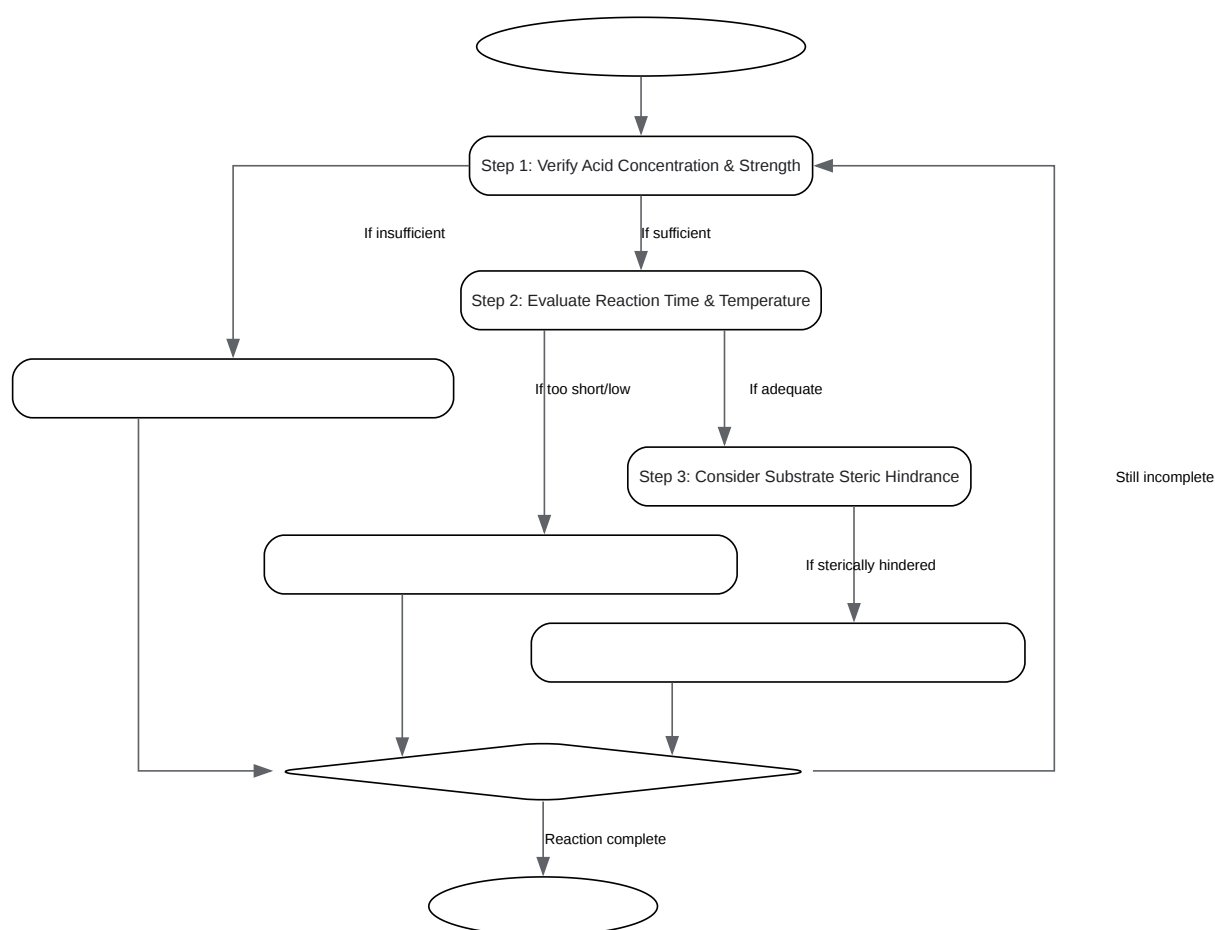 Step 1: Verify Acid Concentration & Strength
If insufficient
If sufficient
Step 2: Evaluate Reaction Time & Temperature
If too short/low
If adequate
Step 3: Consider Substrate Steric Hindrance
Still incomplete
If sterically hindered
Reaction complete